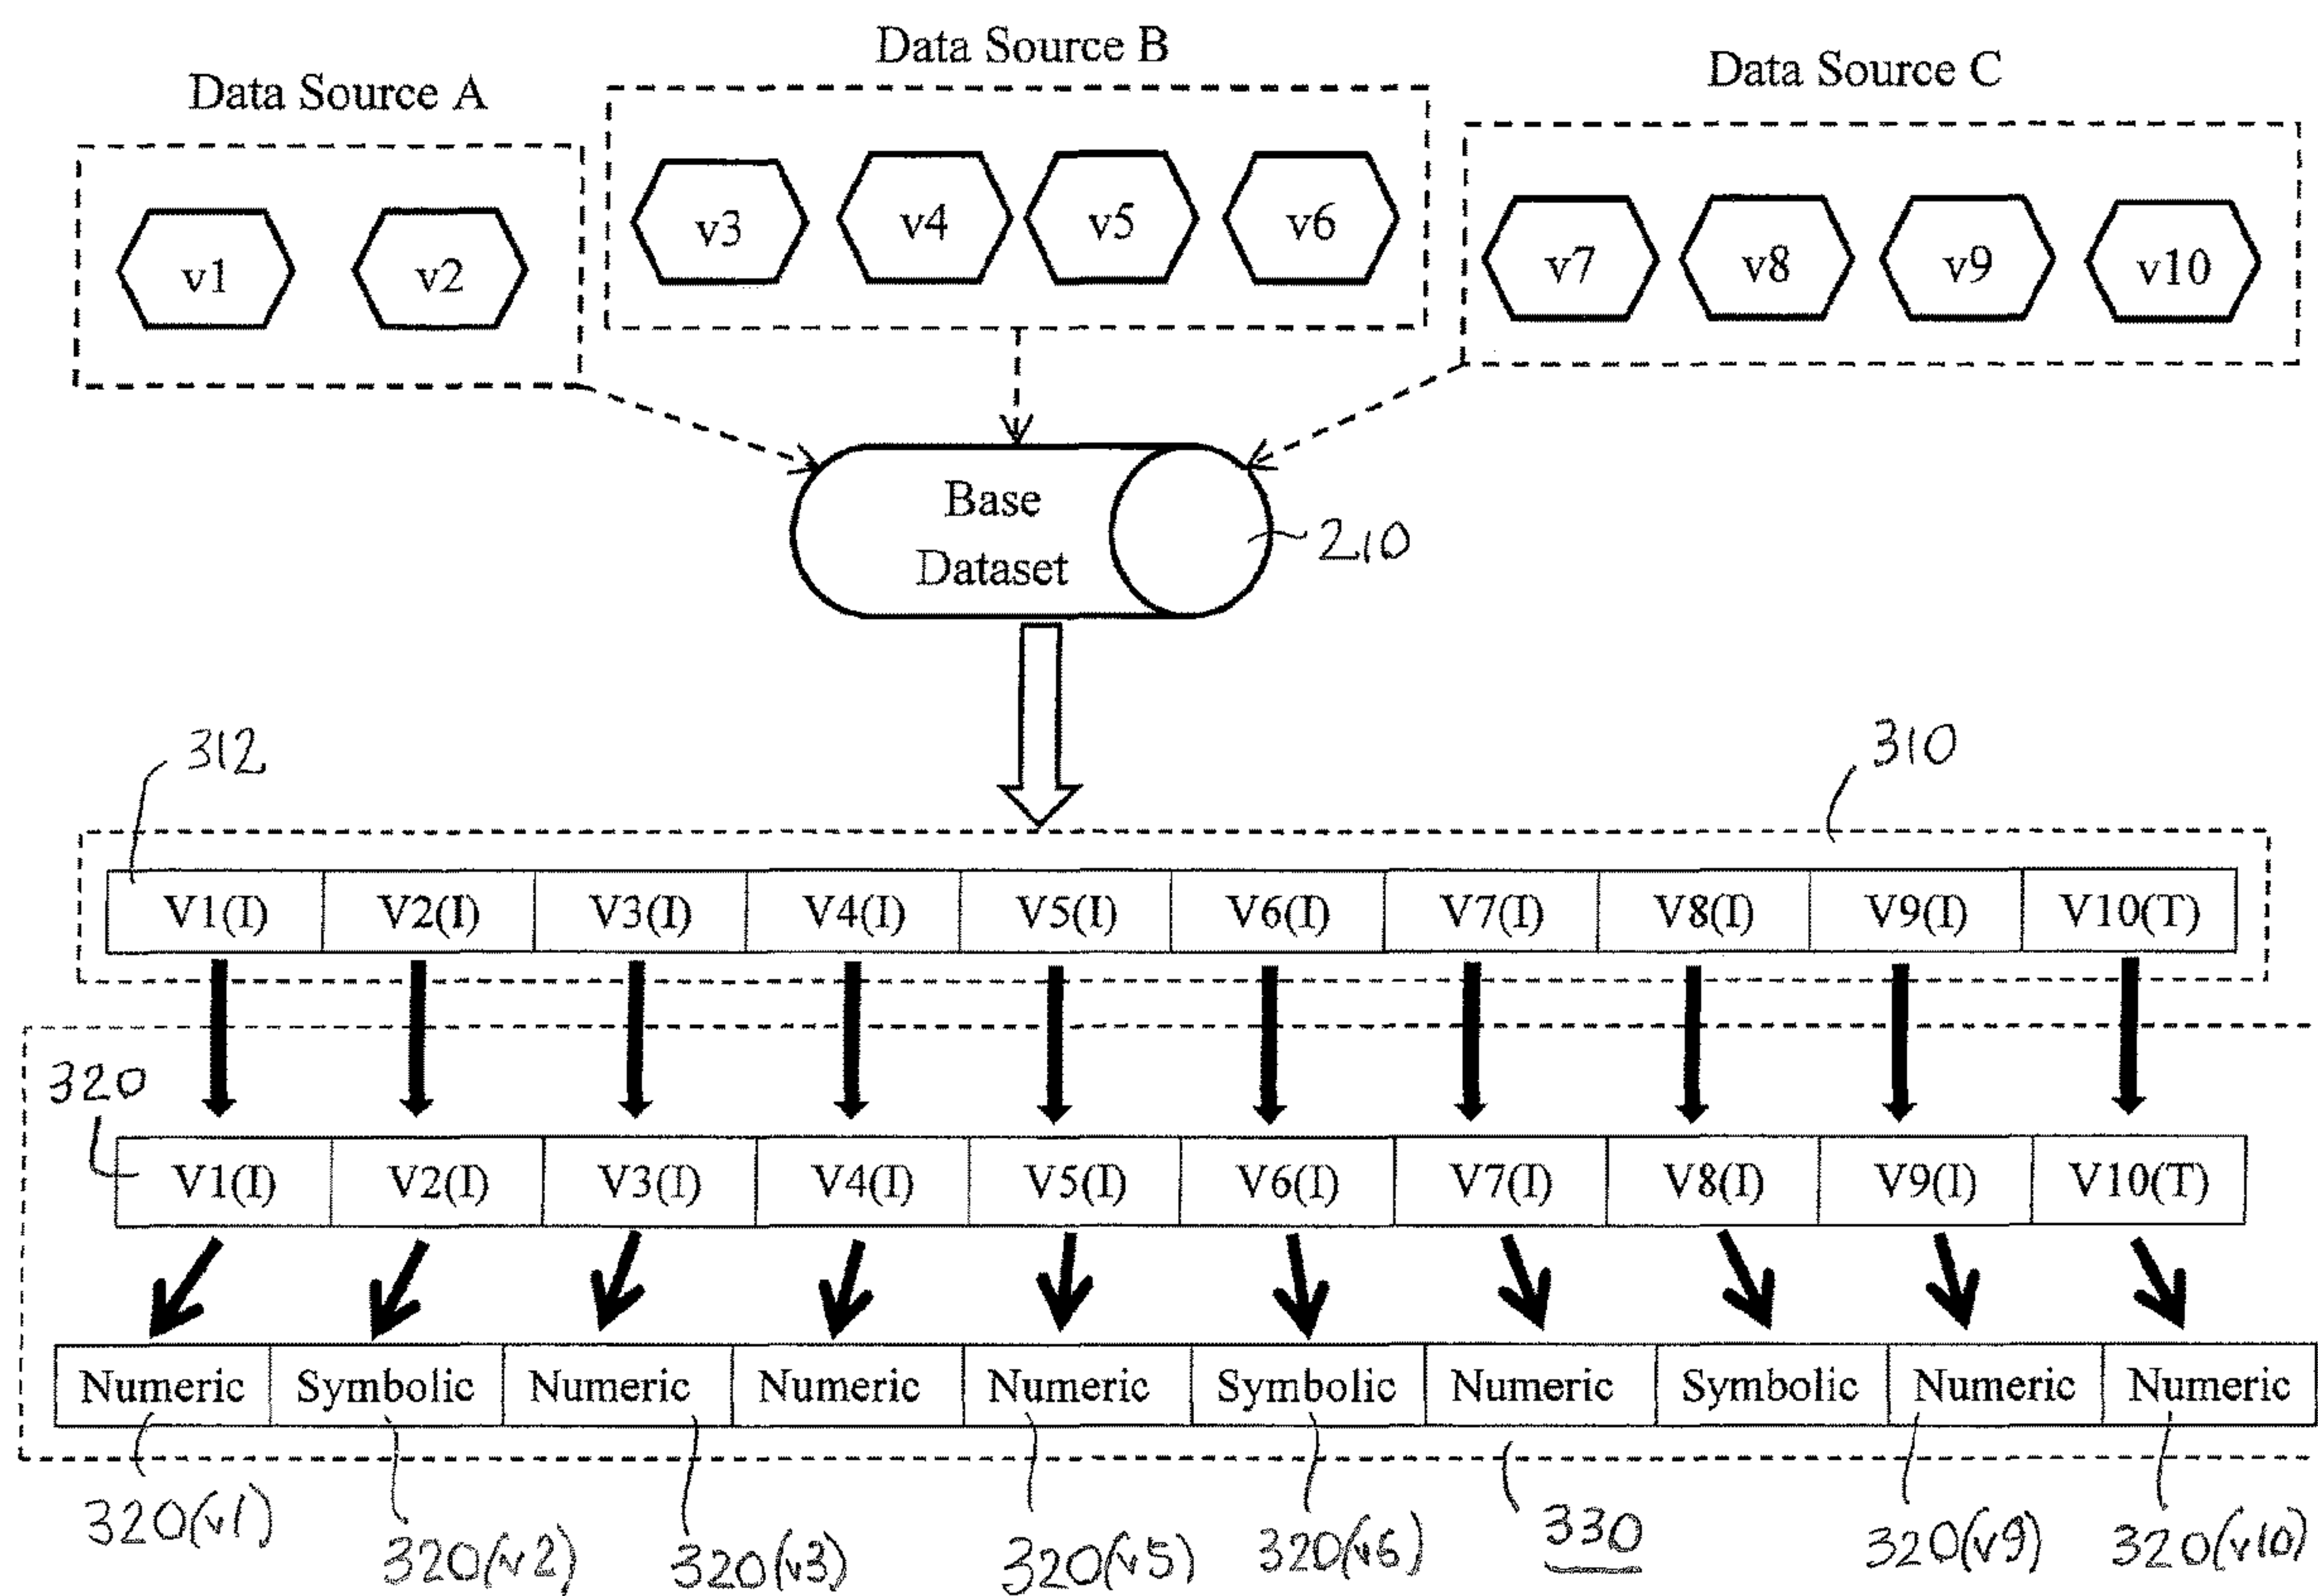 Data Source A
Data Source B
Data Source C
v1 v2
v3 v4 v5 v6
v7 v8 v9 v10
Base
Dataset
210
312
310
V1(I) V2(I) V3(I) V4(I) V5(I) V6(I) V7(I) V8(I) V9(I) V10(T)
320
V1(I) V2(I) V3(I) V4(I) V5(I) V6(I) V7(I) V8(I) V9(I) V10(T)
Numeric Symbolic Numeric Numeric Numeric Symbolic Numeric Symbolic Numeric Numeric
320(v1) 320(v2) 320(v3) 320(v5) 320(v6) 330 320(v9) 320(v10)